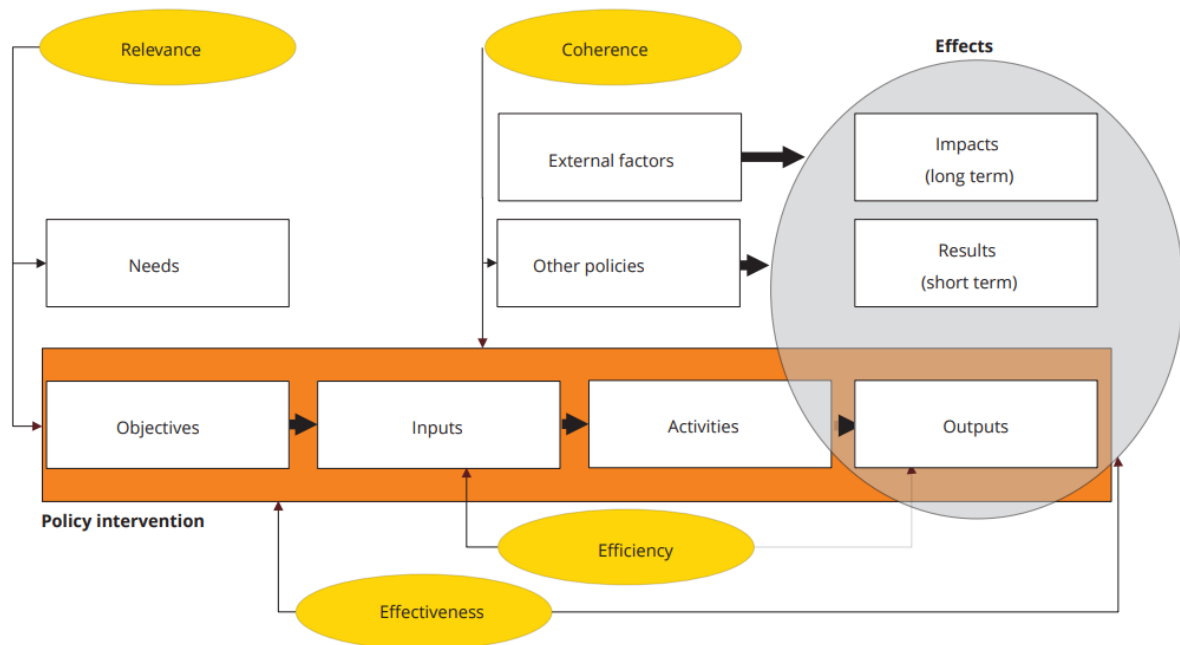 Relevance
Coherence
Effects
External factors
Impacts
(long term)
Needs
Other policies
Results
(short term)
Objectives
Inputs
Activities
Outputs
Policy intervention
Efficiency
Effectiveness